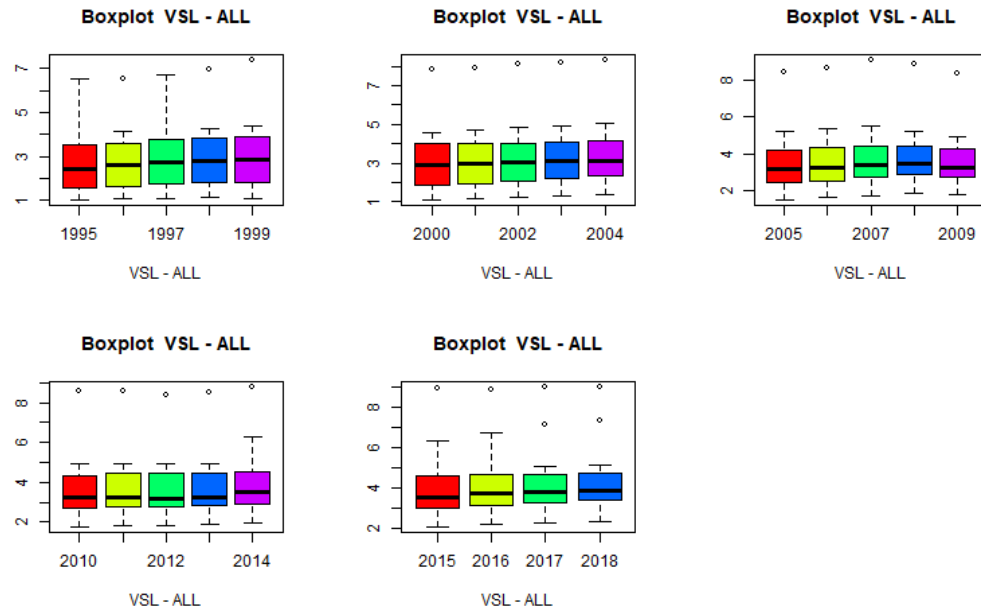 Boxplot VSL - ALL
7
5
3
1
1995 1997 1999
VSL - ALL
Boxplot VSL - ALL
7
5
3
1
2000 2002 2004
VSL - ALL
Boxplot VSL - ALL
8
6
4
2
2005 2007 2009
VSL - ALL
Boxplot VSL - ALL
8
6
4
2
2010 2012 2014
VSL - ALL
Boxplot VSL - ALL
8
6
4
2
2015 2016 2017 2018
VSL - ALL